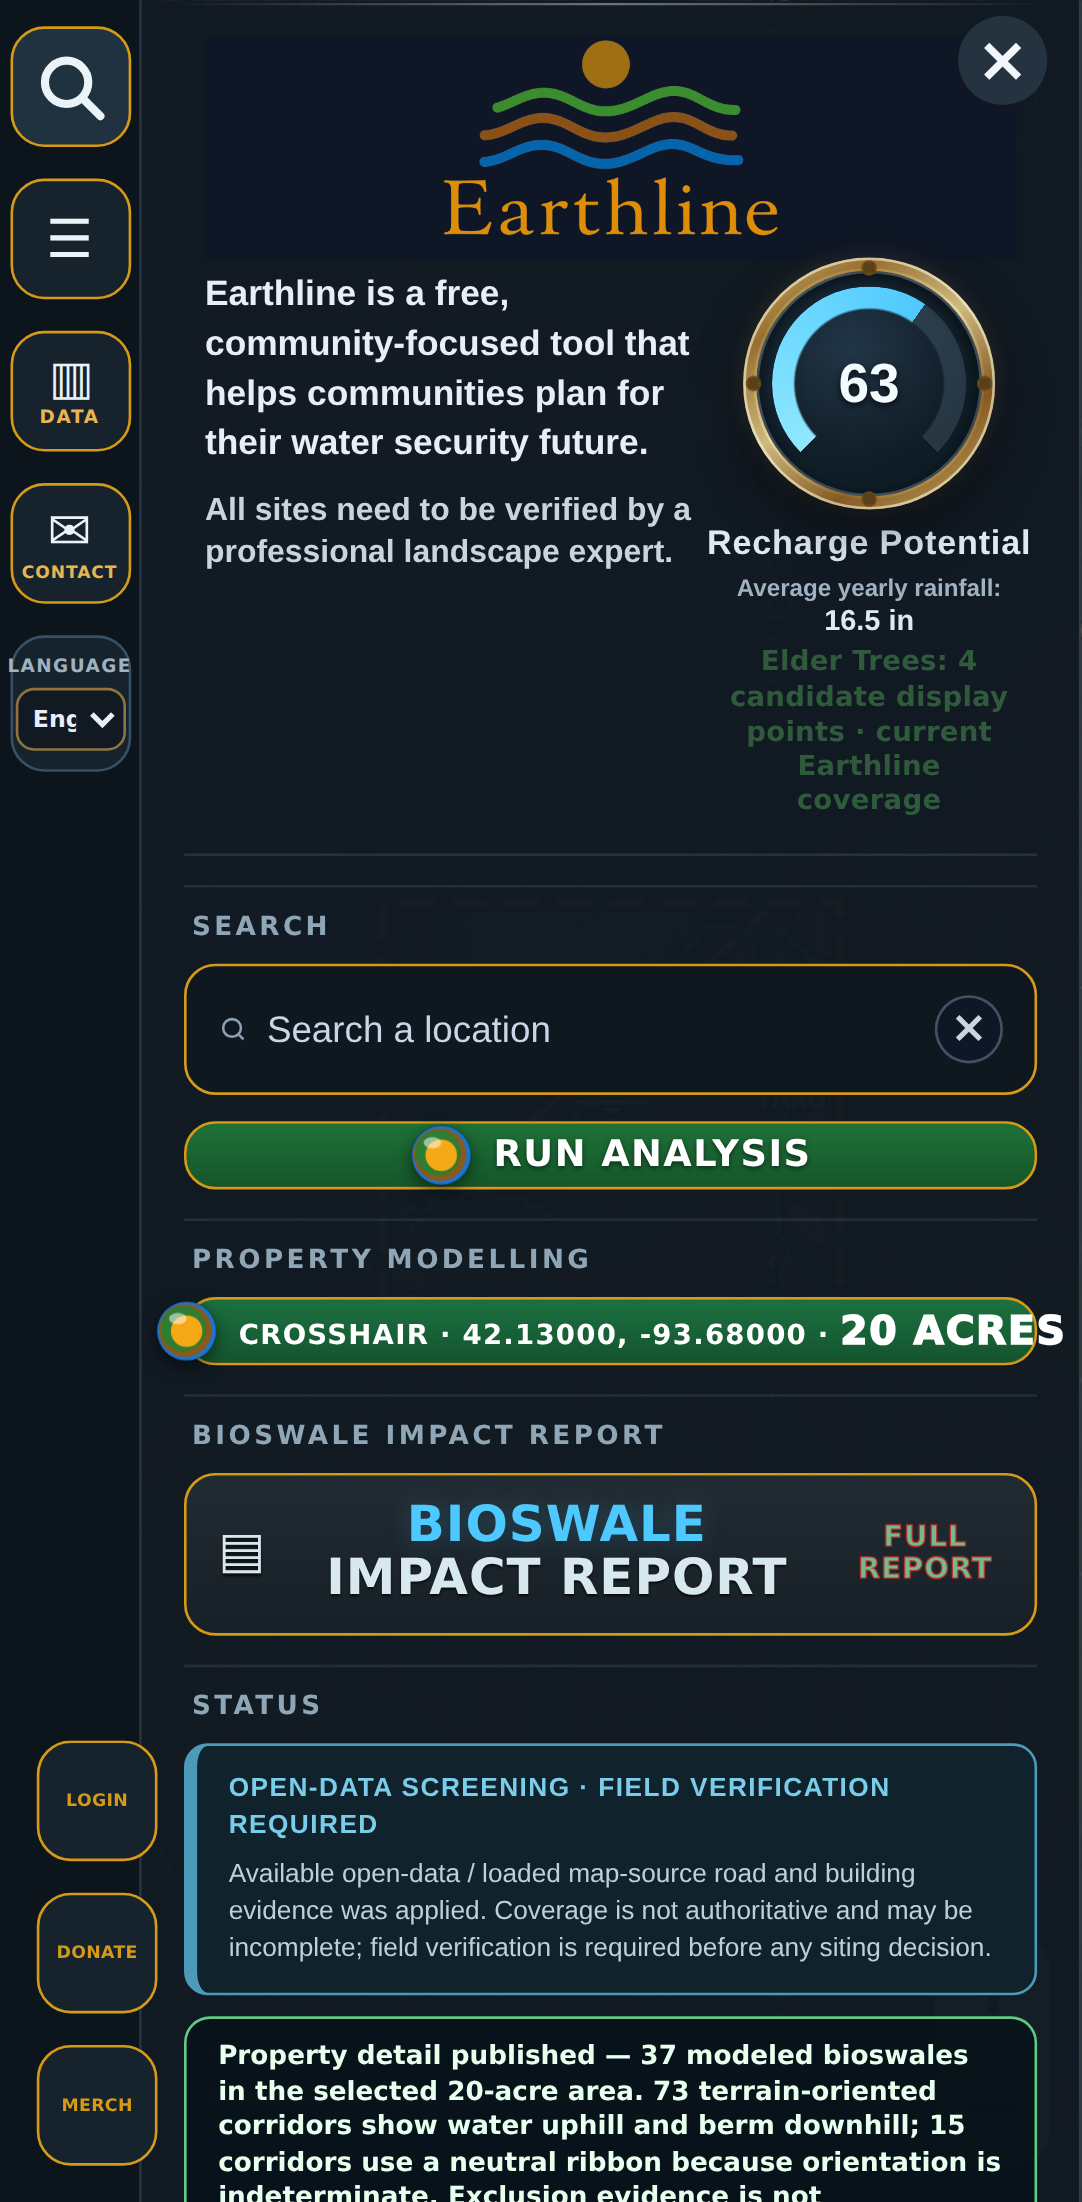 Earthline
Earthline is a free,
community-focused tool that
helps communities plan for
their water security future.
All sites need to be verified by a
professional landscape expert.
63
Recharge Potential
Average yearly rainfall:
16.5 in
Elder Trees: 4
candidate display
points · current
Earthline
coverage
DATA
CONTACT
LANGUAGE
Eng
SEARCH
Search a location
RUN ANALYSIS
PROPERTY MODELLING
CROSSHAIR · 42.13000, -93.68000 · 20 ACRES
BIOSWALE IMPACT REPORT
BIOSWALE
IMPACT REPORT
FULL
REPORT
STATUS
OPEN-DATA SCREENING · FIELD VERIFICATION
REQUIRED
Available open-data / loaded map-source road and building
evidence was applied. Coverage is not authoritative and may be
incomplete; field verification is required before any siting decision.
LOGIN
DONATE
MERCH
Property detail published — 37 modeled bioswales
in the selected 20-acre area. 73 terrain-oriented
corridors show water uphill and berm downhill; 15
corridors use a neutral ribbon because orientation is
indeterminate. Exclusion evidence is not